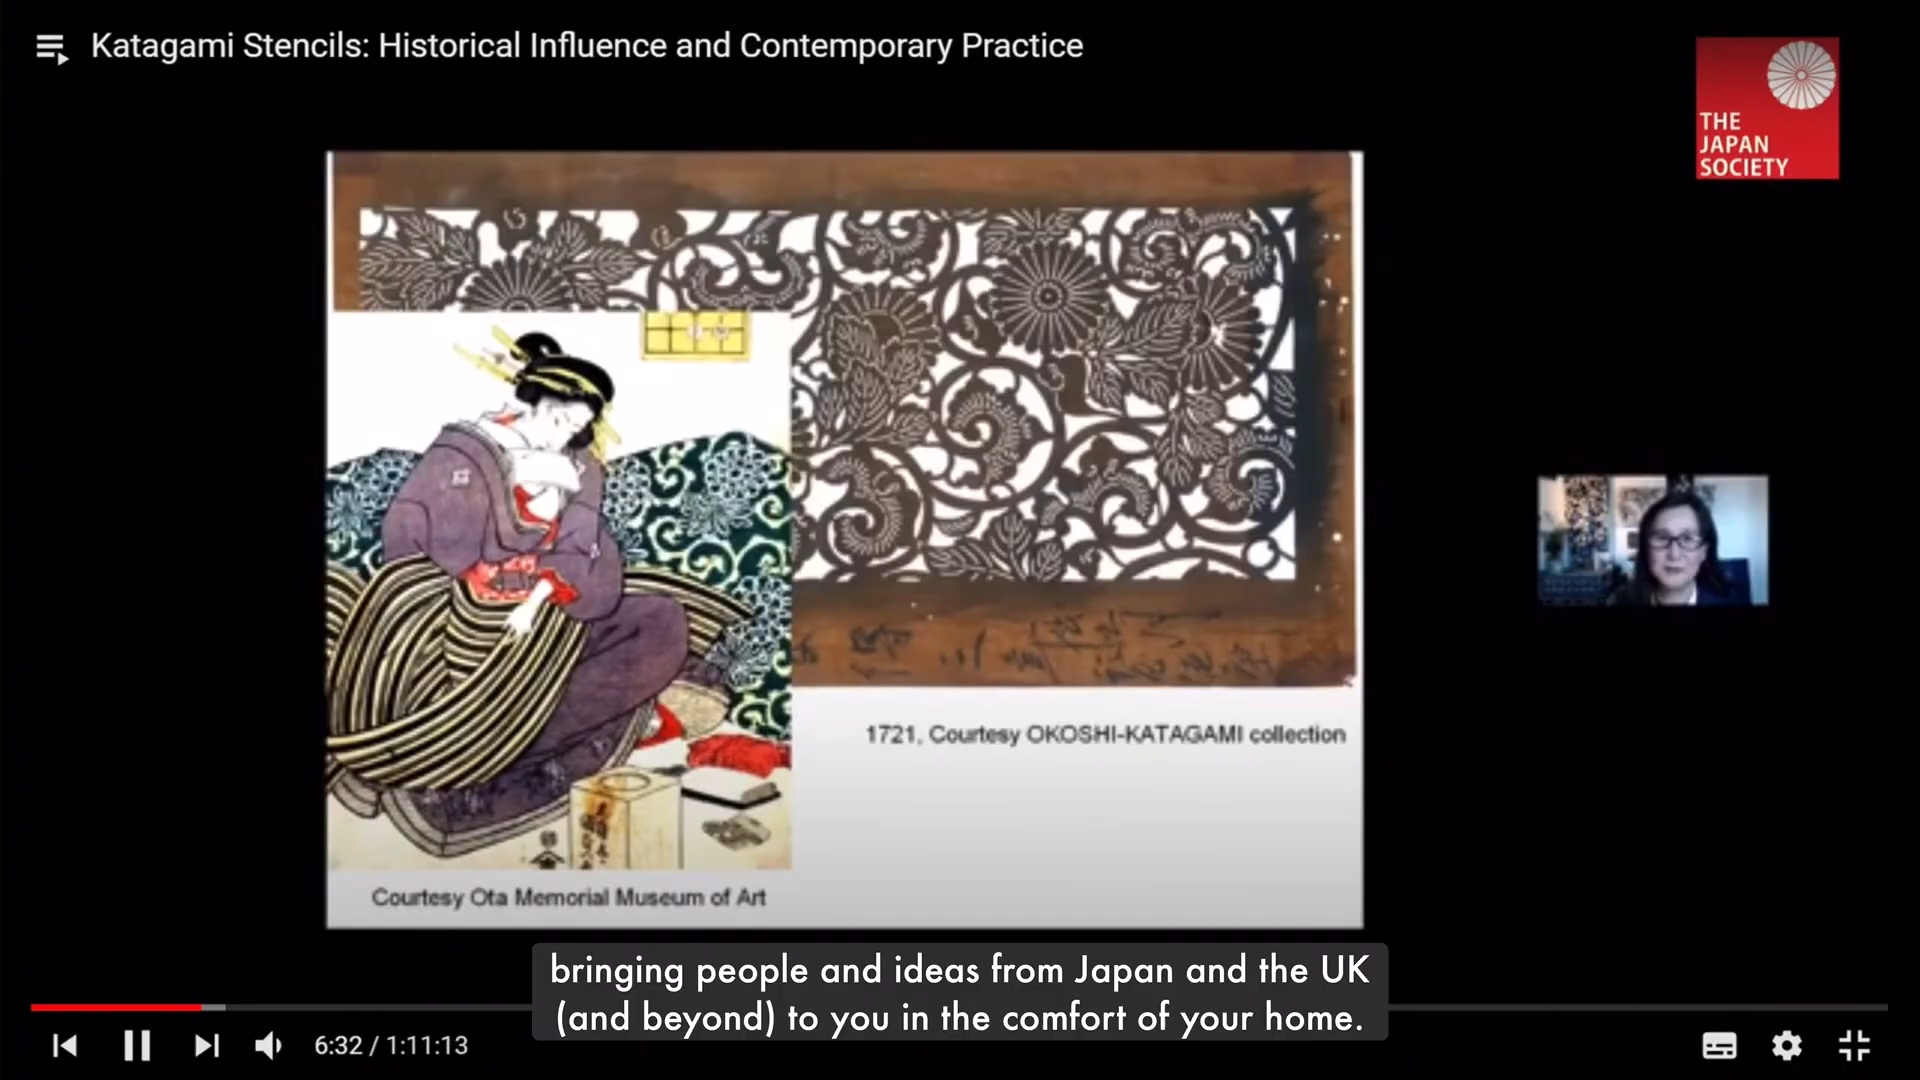 Katagami Stencils: Historical Influence and Contemporary Practice
THE
JAPAN
SOCIETY
1721, Courtesy OKOSHI-KATAGAMI collection
Courtesy Ota Memorial Museum of Art
bringing people and ideas from Japan and the UK
(and beyond) to you in the comfort of your home.
6:32 / 1:11:13